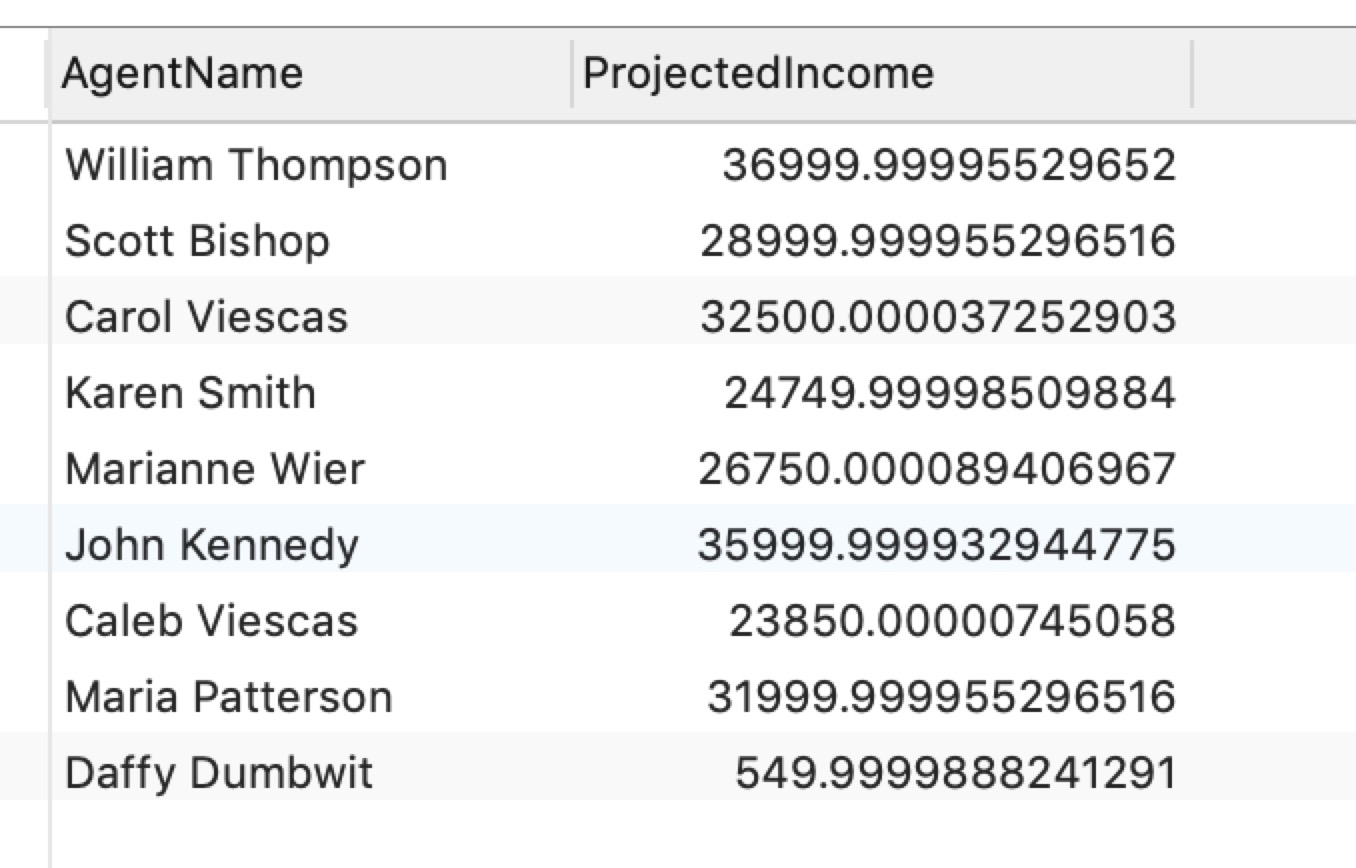 AgentName ProjectedIncome
William Thompson 36999.99995529652
Scott Bishop 28999.999955296516
Carol Viescas 32500.000037252903
Karen Smith 24749.99998509884
Marianne Wier 26750.000089406967
John Kennedy 35999.999932944775
Caleb Viescas 23850.00000745058
Maria Patterson 31999.999955296516
Daffy Dumbwit 549.9999888241291